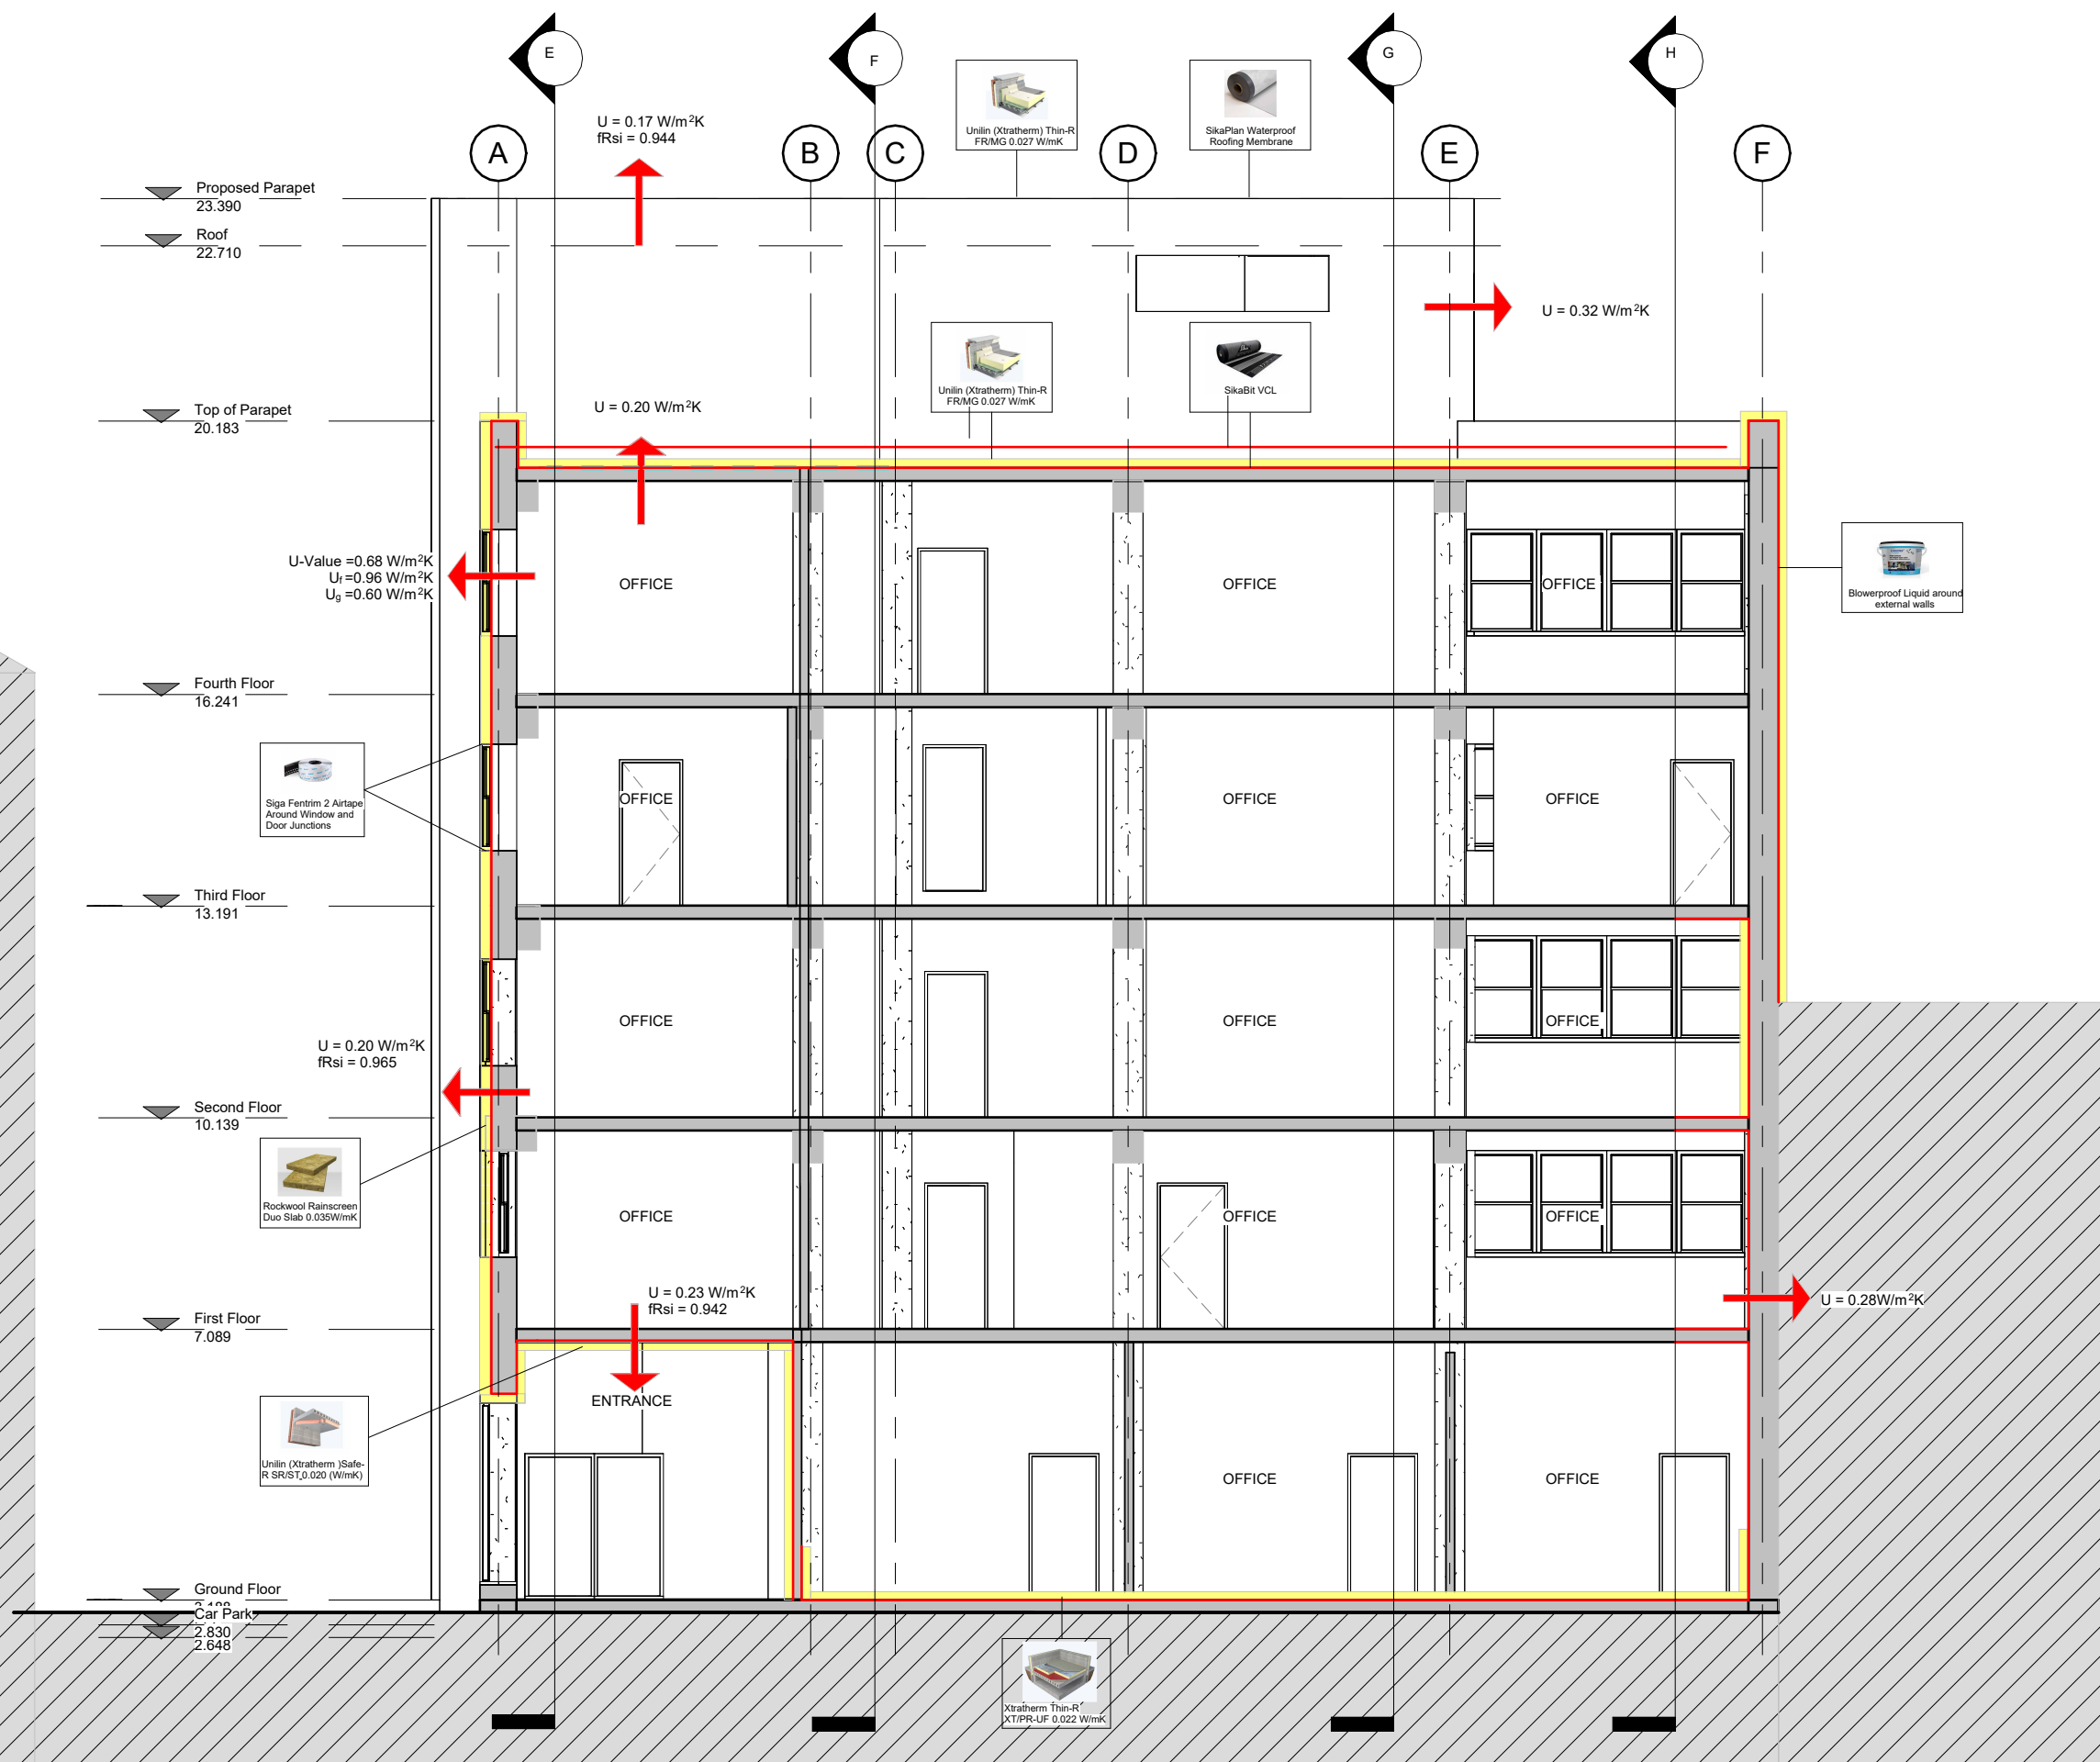 E
F
G
H
U = 0.17 W/m²K
fRsi = 0.944
Unilin (Xtratherm) Thin-R
FR/MG 0.027 W/mK
SikaPlan Waterproof
Roofing Membrane
A
B
C
D
E
F
Proposed Parapet
23.390
Roof
22.710
U = 0.32 W/m²K
Unilin (Xtratherm) Thin-R
FR/MG 0.027 W/mK
SikaBit VCL
U = 0.20 W/m²K
Top of Parapet
20.183
U-Value =0.68 W/m²K
Uf =0.96 W/m²K
Ug =0.60 W/m²K
OFFICE
OFFICE
OFFICE
Blowerproof Liquid around
external walls
Fourth Floor
16.241
Siga Fentrim 2 Airtape
Around Window and
Door Junctions
OFFICE
OFFICE
OFFICE
Third Floor
13.191
OFFICE
OFFICE
OFFICE
U = 0.20 W/m²K
fRsi = 0.965
Second Floor
10.139
Rockwool Rainscreen
Duo Slab 0.035W/mK
OFFICE
OFFICE
OFFICE
U = 0.23 W/m²K
fRsi = 0.942
U = 0.28W/m²K
First Floor
7.089
ENTRANCE
Unilin (Xtratherm )Safe-
R SR/ST 0.020 (W/mK)
OFFICE
OFFICE
Ground Floor
Car Park
2.830
2.648
Xtratherm Thin-R
XT/PR-UF 0.022 W/mK